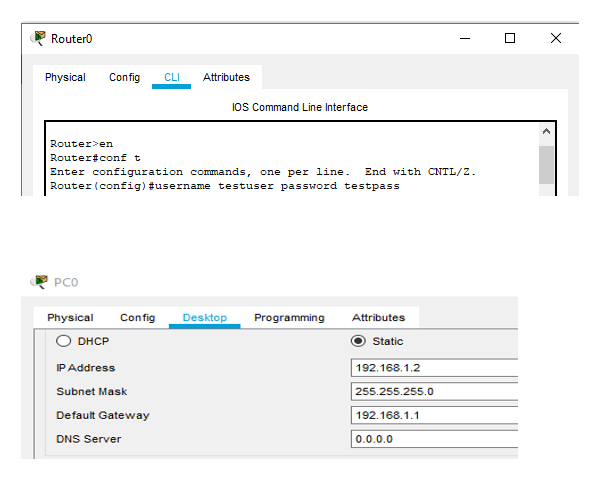 Router0
Physical Config CLI Attributes
IOS Command Line Interface
Router>en
Router#conf t
Enter configuration commands, one per line.  End with CNTL/Z.
Router(config)#username testuser password testpass
PC0
Physical Config Desktop Programming Attributes
DHCP Static
IP Address 192.168.1.2
Subnet Mask 255.255.255.0
Default Gateway 192.168.1.1
DNS Server 0.0.0.0